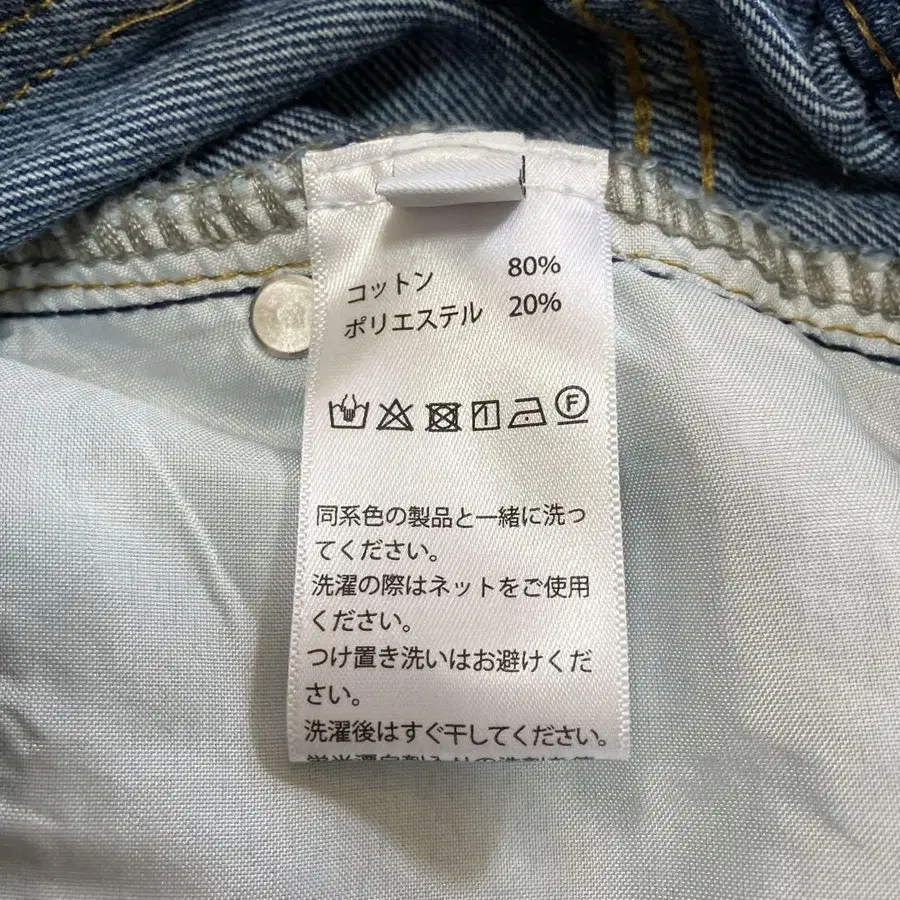 コットン 80%
ポリエステル 20%
F
同系色の製品と一緒に洗っ
てください。
洗濯の際はネットをご使用
ください。
つけ置き洗いはお避けくだ
さい。
洗濯後はすぐ干してください。